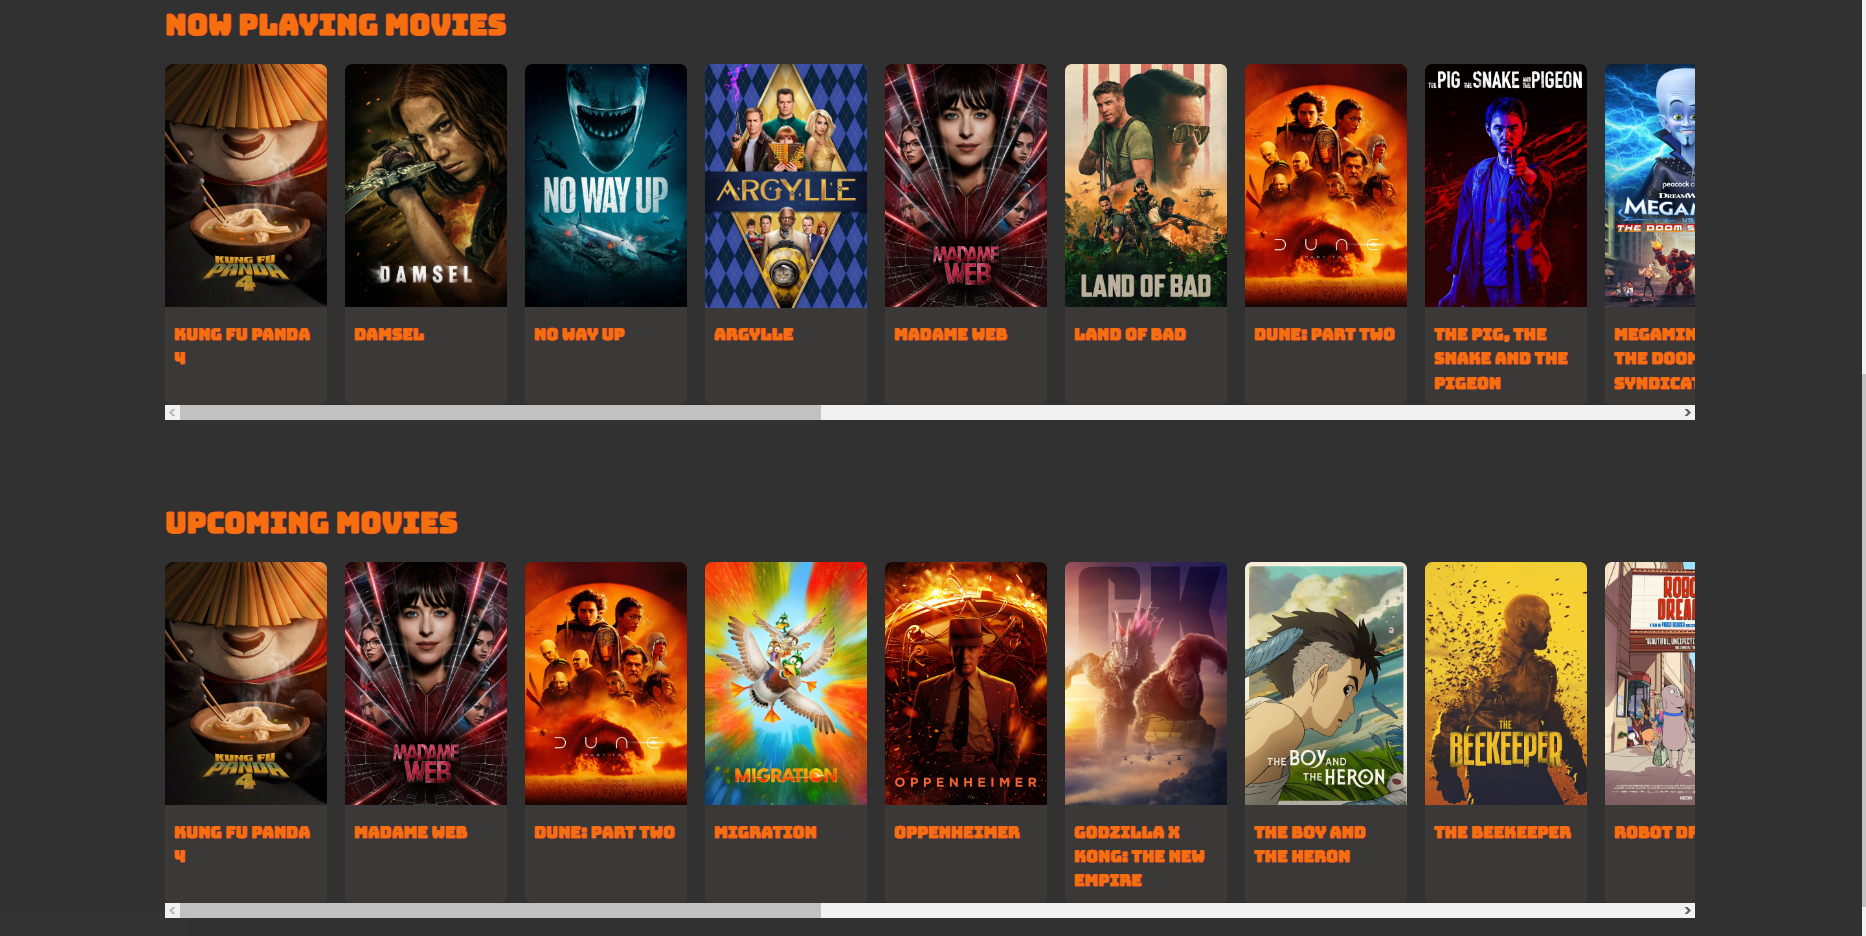 NOW PLAYING MOVIES
KUNG FU
PANDA
4
DAMSEL
NO WAY UP
ARGYLLE
MADAME
WEB
LAND OF BAD
DUNE
THE PIG THE SNAKE AND THE PIGEON
peacock
DREAMW
MEGAM
VS
THE DOOM S
KUNG FU PANDA
4
DAMSEL
NO WAY UP
ARGYLLE
MADAME WEB
LAND OF BAD
DUNE: PART TWO
THE PIG, THE
SNAKE AND THE
PIGEON
MEGAMIN
THE DOOM
SYNDICAT
UPCOMING MOVIES
KUNG FU
PANDA
4
MADAME
WEB
DUNE
MIGRATION
OPPENHEIMER
GK
THE BOY AND
THE HERON
THE
BEEKEEPER
ROBO
DREA
KUNG FU PANDA
4
MADAME WEB
DUNE: PART TWO
MIGRATION
OPPENHEIMER
GODZILLA X
KONG: THE NEW
EMPIRE
THE BOY AND
THE HERON
THE BEEKEEPER
ROBOT DR